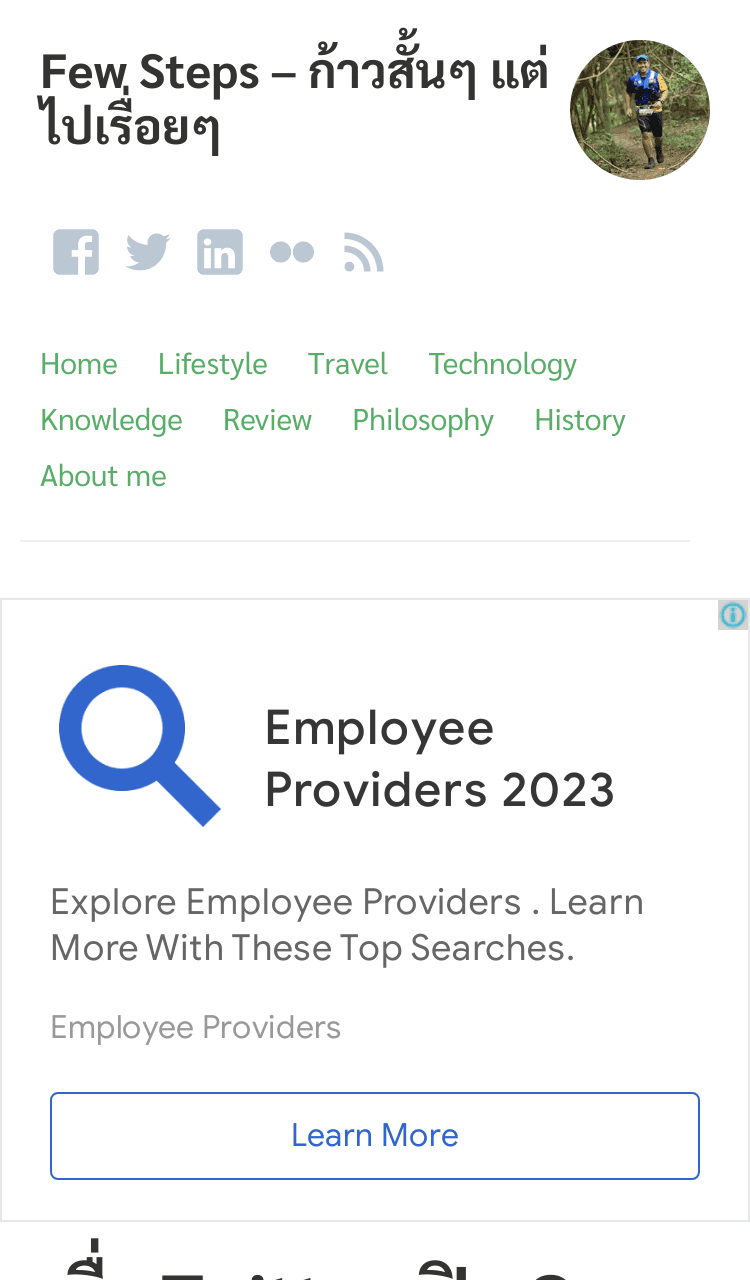 Few Steps – ก้าวสั้นๆ แต่
ไปเรื่อยๆ
Home Lifestyle Travel Technology
Knowledge Review Philosophy History
About me
Employee
Providers 2023
Explore Employee Providers . Learn
More With These Top Searches.
Employee Providers
Learn More